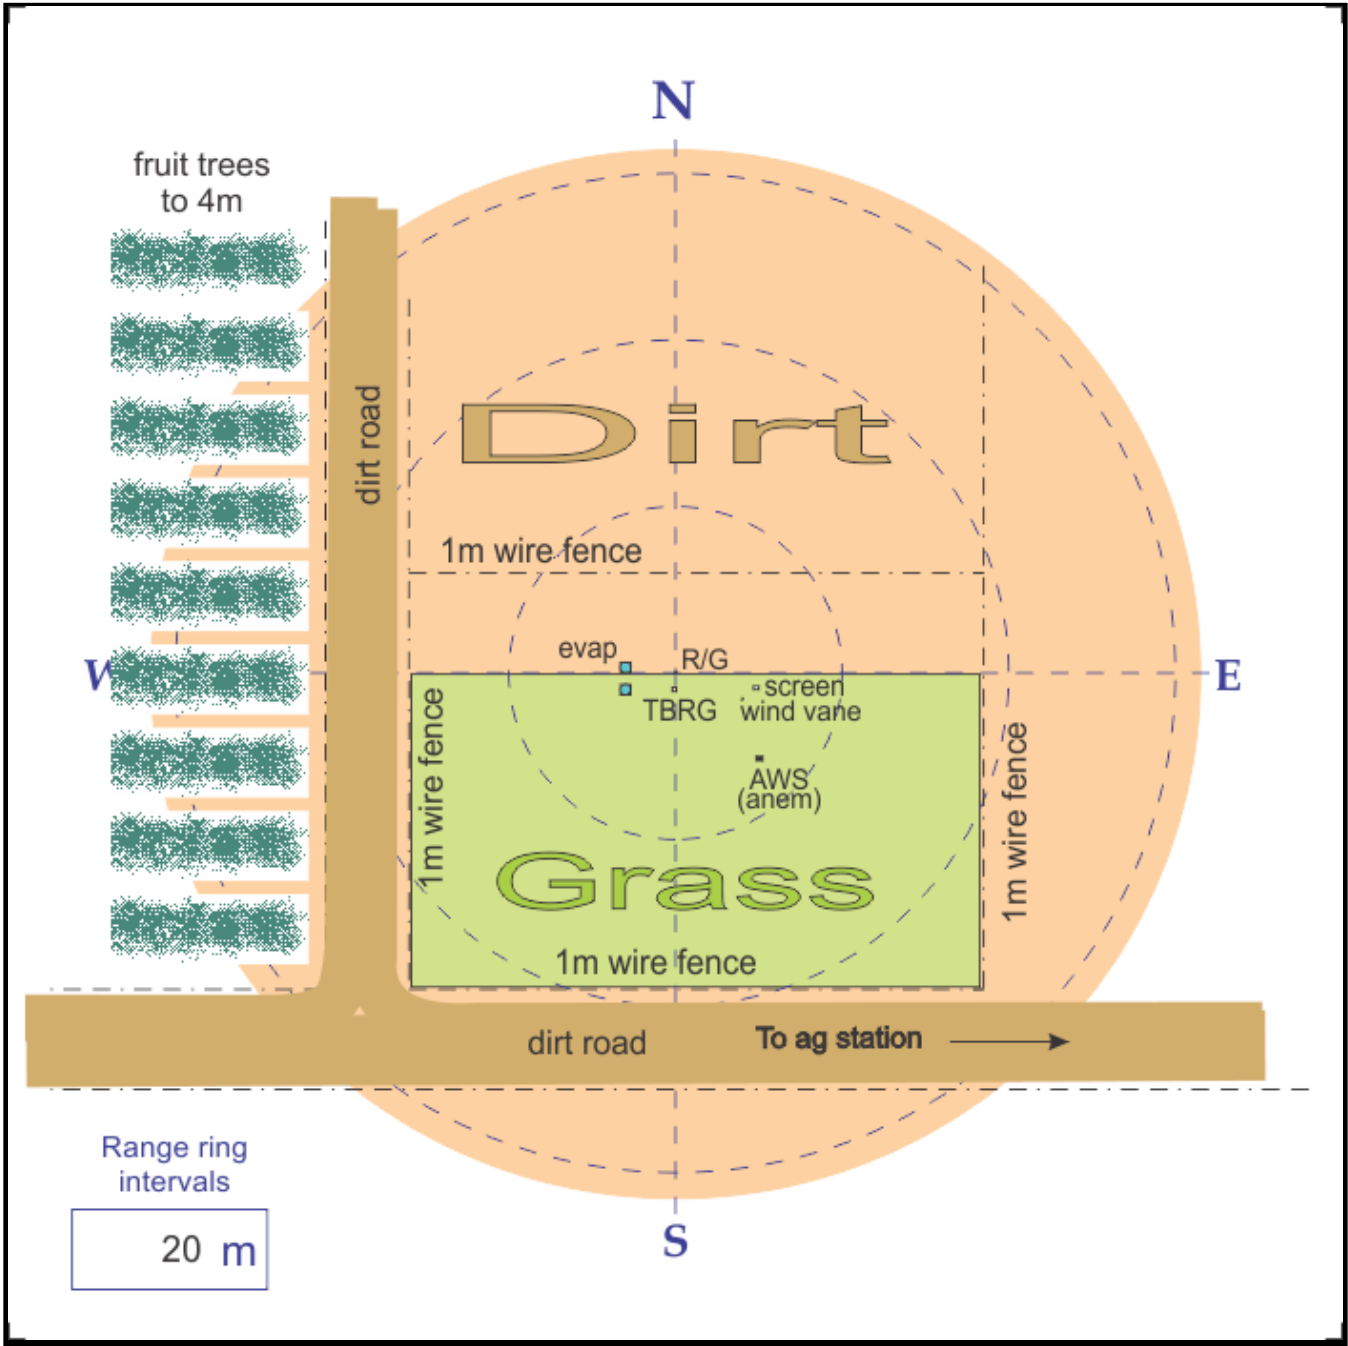 N
fruit trees
to 4m
dirt road
Dirt
1m wire fence
evap
R/G
W
E
screen
TBRG
wind vane
1m wire fence
AWS
(anem)
1m wire fence
Grass
1m wire fence
dirt road
To ag station
Range ring
intervals
S
20 m